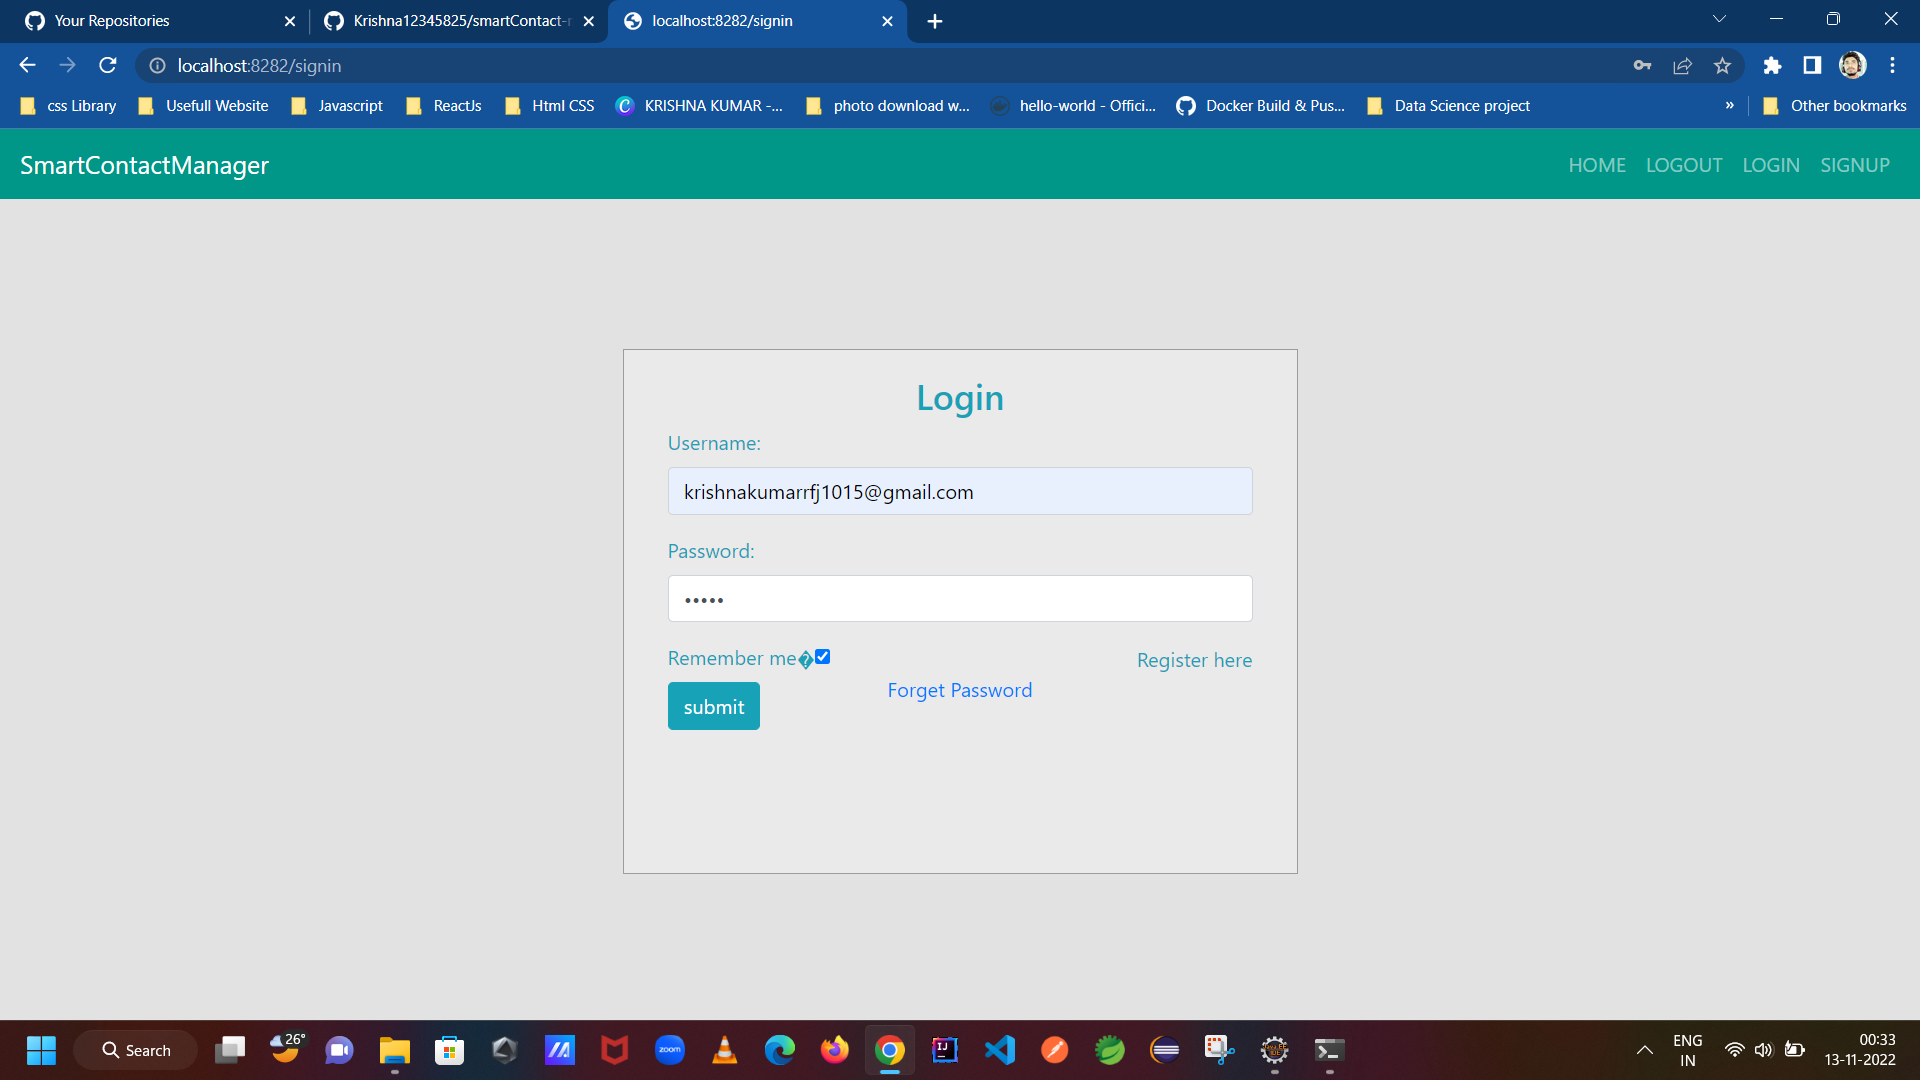 Your Repositories
Krishna12345825/smartContact-
localhost:8282/signin
localhost:8282/signin
css Library
Usefull Website
Javascript
ReactJs
Html CSS
KRISHNA KUMAR -...
photo download w...
hello-world - Offici...
Docker Build & Pus...
Data Science project
»
Other bookmarks
SmartContactManager
HOME LOGOUT LOGIN SIGNUP
Login
Username:
krishnakumarrfj1015@gmail.com
Password:
•••••
Remember me�
Register here
Forget Password
submit
Search
26°
zoom
ENG
IN
00:33
13-11-2022